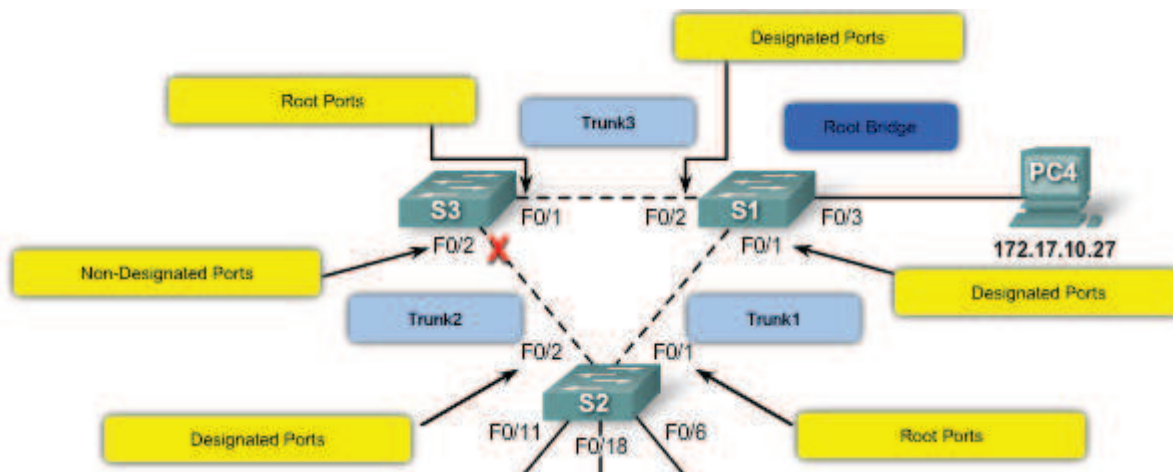 Designated Ports
Root Ports
Trunk3
Root Bridge
PC4
S3
S1
F0/1
F0/2
F0/3
F0/2
F0/1
172.17.10.27
Non-Designated Ports
Designated Ports
Trunk2
Trunk1
F0/2
F0/1
S2
Designated Ports
F0/11
F0/18
F0/6
Root Ports